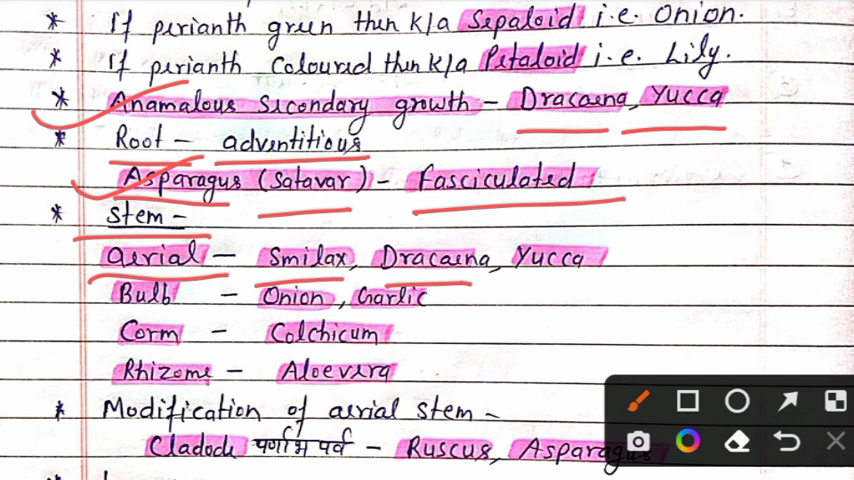 * If perianth green then k/a Sepaloid i.e. Onion.
* If perianth coloured then k/a Petaloid i.e. Lily.
* Anamalous Secondary growth - Dracaena, Yucca
* Root - adventitious
Asparagus (Satavar) - Fasciculated
* Stem -
aerial - Smilax, Dracaena, Yucca
Bulb - Onion, Garlic
Corm - Colchicum
Rhizome - Aloevera
* Modification of aerial stem -
Cladode पर्णाभ पर्व - Ruscus, Asparagus